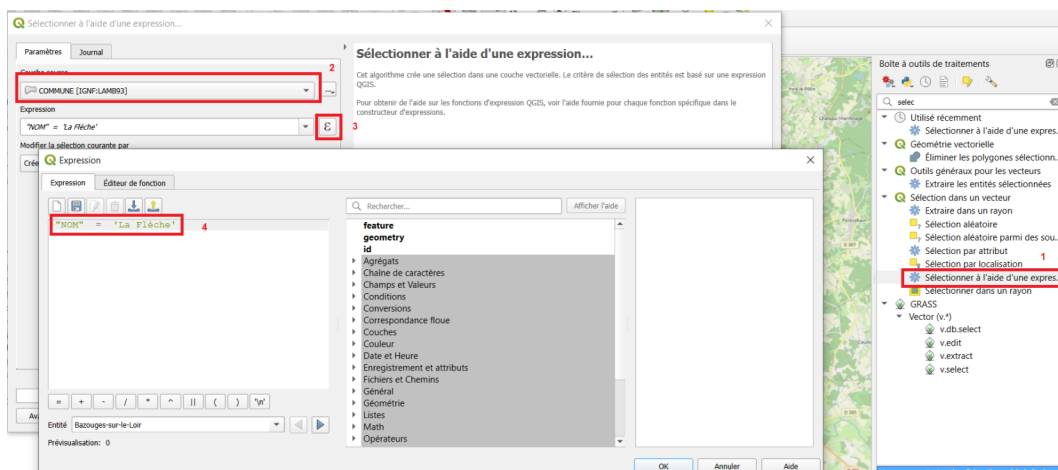 Sélectionner à l'aide d'une expression...
Paramètres
Journal
Couche source
2
COMMUNE [IGNF:LAMB93]
...
Expression
"NOM" = 'La Flèche'
ε
3
Modifier la sélection courante par
Sélectionner à l'aide d'une expression...
Cet algorithme crée une sélection dans une couche vectorielle. Le critère de sélection des entités est basé sur une expression
QGIS.
Pour obtenir de l'aide sur les fonctions d'expression QGIS, voir l'aide fournie pour chaque fonction spécifique dans le
constructeur d'expressions.
Expression
Expression
Éditeur de fonction
"NOM" = 'La Flèche'
4
= + - / * ^ || ( ) '\n'
Entité
Bazouges-sur-le-Loir
Prévisualisation: 0
Rechercher...
Afficher l'aide
feature
geometry
id
Agrégats
Chaîne de caractères
Champs et Valeurs
Conditions
Conversions
Correspondance floue
Couches
Couleur
Date et Heure
Enregistrement et attributs
Fichiers et Chemins
Général
Géométrie
Listes
Math
Opérateurs
OK
Annuler
Aide
D 367
D 306
Boîte à outils de traitements
selec
Utilisé récemment
Sélectionner à l'aide d'une expres...
Géométrie vectorielle
Éliminer les polygones sélectionn...
Outils généraux pour les vecteurs
Extraire les entités sélectionnées
Sélection dans un vecteur
Extraire dans un rayon
Sélection aléatoire
Sélection aléatoire parmi des sou...
Sélection par attribut
1
Sélection par localisation
Sélectionner à l'aide d'une expres...
Sélectionner dans un rayon
GRASS
Vector (v.*)
v.db.select
v.edit
v.extract
v.select